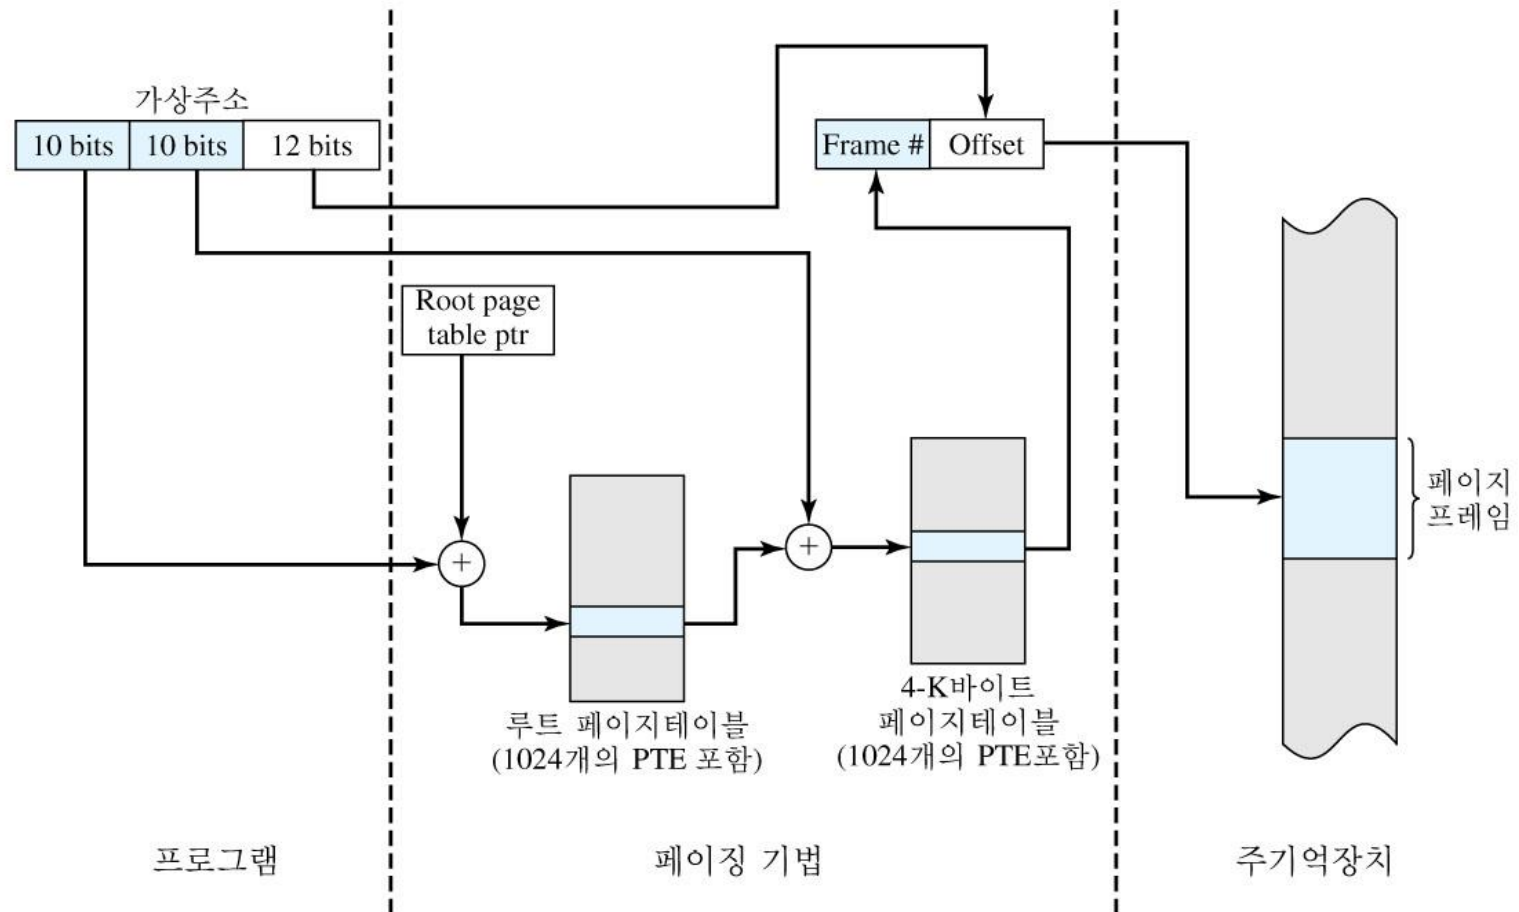 가상주소
10 bits
10 bits
12 bits
Frame #
Offset
Root page
table ptr
+
+
페이지
프레임
루트 페이지테이블
(1024개의 PTE 포함)
4-K바이트
페이지테이블
(1024개의 PTE포함)
프로그램
페이징 기법
주기억장치